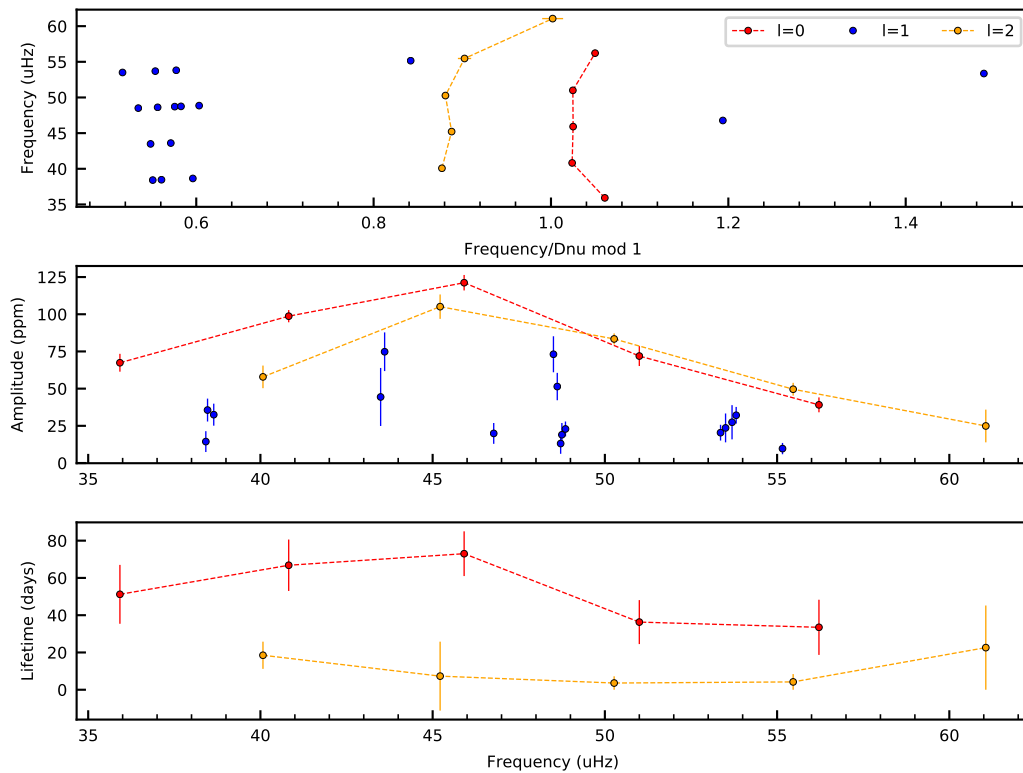 60
55
50
45
40
35
Frequency (uHz)
l=0 l=1 l=2
0.6 0.8 1.0 1.2 1.4
Frequency/Dnu mod 1
125
100
75
50
25
0
Amplitude (ppm)
35 40 45 50 55 60
80
60
40
20
0
Lifetime (days)
35 40 45 50 55 60
Frequency (uHz)